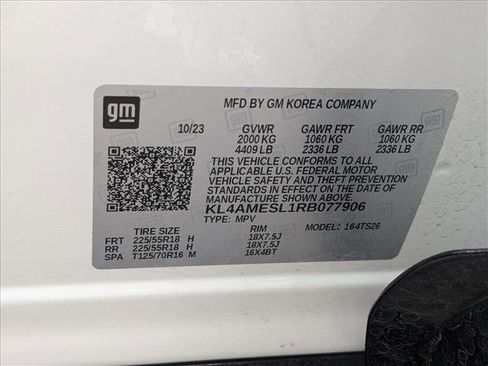 gm
MFD BY GM KOREA COMPANY
10/23 GVWR GAWR FRT GAWR RR
2000 KG 1060 KG 1060 KG
4409 LB 2336 LB 2336 LB
THIS VEHICLE CONFORMS TO ALL
APPLICABLE U.S. FEDERAL MOTOR
VEHICLE SAFETY AND THEFT PREVENTION
STANDARDS IN EFFECT ON THE DATE OF
MANUFACTURE SHOWN ABOVE.
KL4AMESL1RB077906
TYPE: MPV MODEL: 184TS26
TIRE SIZE RIM
FRT 225/55R18 H 18X7.5J
RR 225/55R18 H 18X7.5J
SPA T125/70R16 M 16X4BT